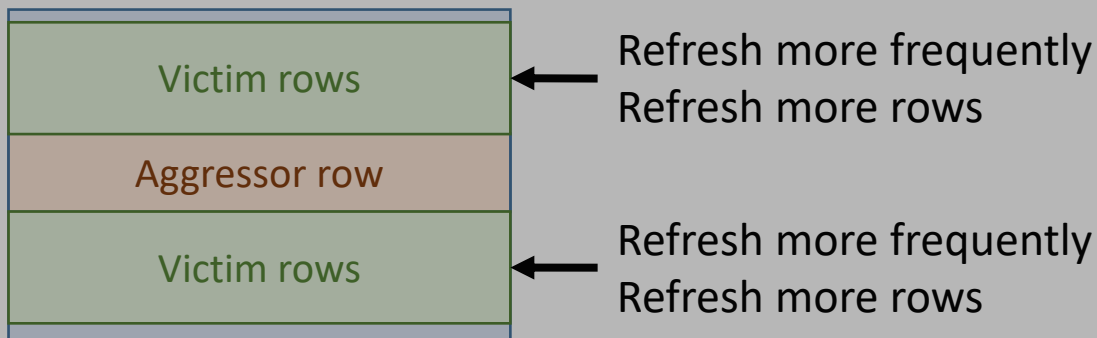 Victim rows
Refresh more frequently
Refresh more rows
Aggressor row
Victim rows
Refresh more frequently
Refresh more rows